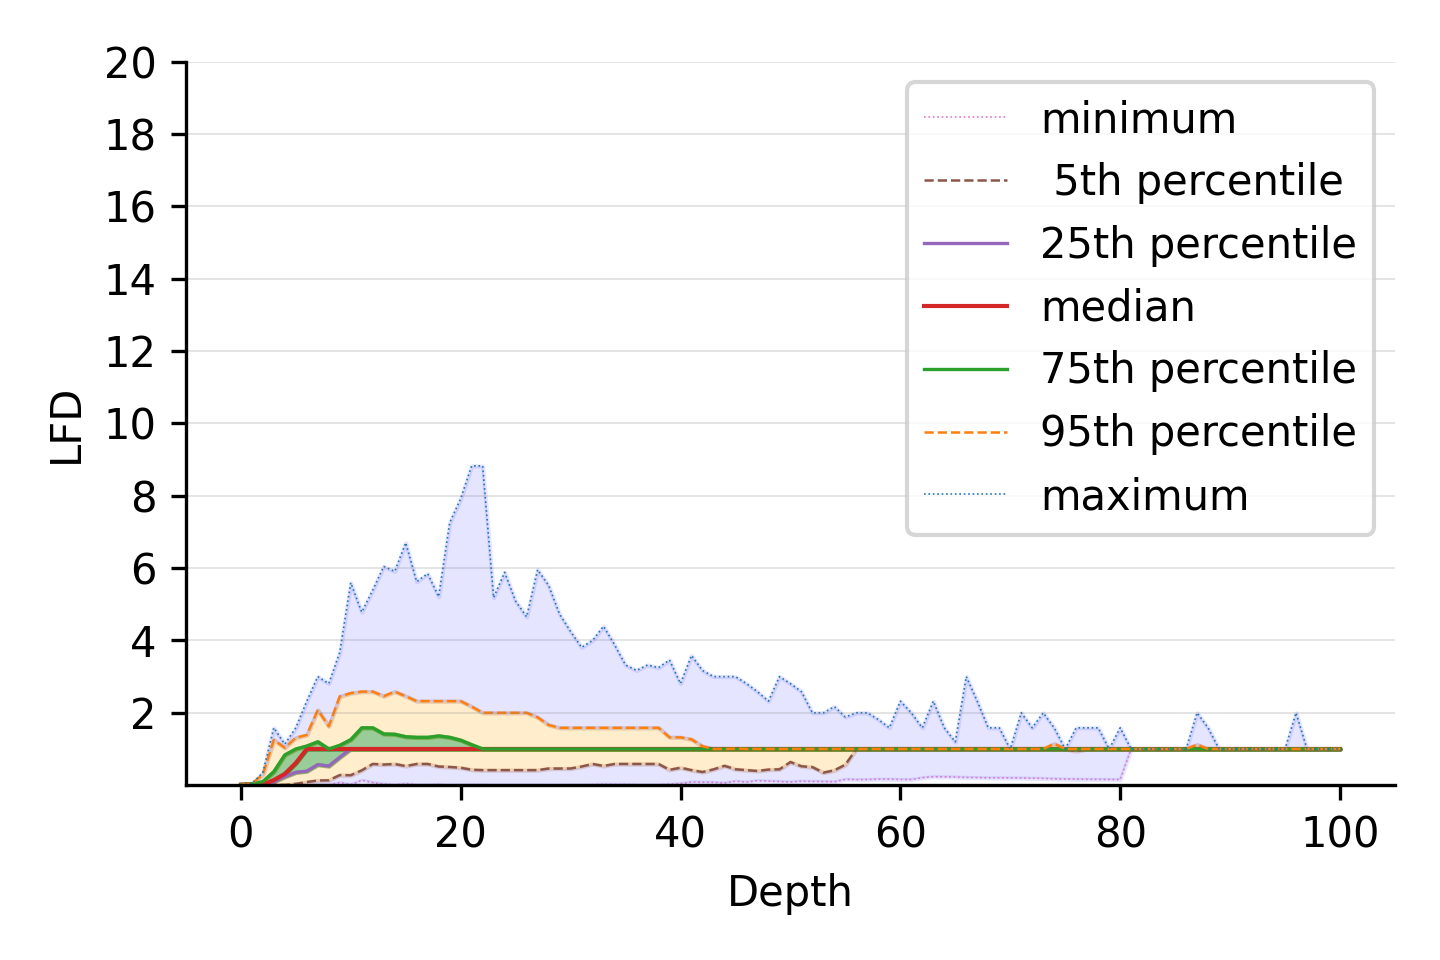 20
18
16
14
12
10
8
6
4
2
LFD
minimum
5th percentile
25th percentile
median
75th percentile
95th percentile
maximum
0 20 40 60 80 100
Depth